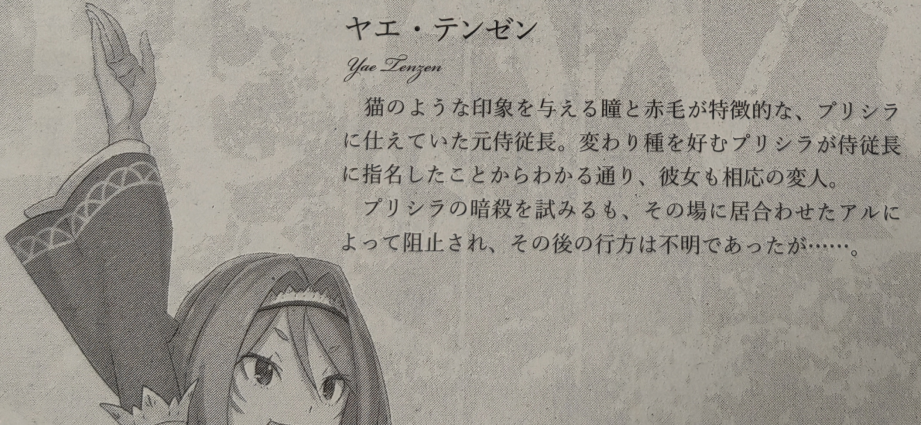 ヤエ・テンゼン
Yae Tenzen
猫のような印象を与える瞳と赤毛が特徴的な、プリシラ
に仕えていた元侍従長。変わり種を好むプリシラが侍従長
に指名したことからわかる通り、彼女も相応の変人。
プリシラの暗殺を試みるも、その場に居合わせたアルに
よって阻止され、その後の行方は不明であったが……。